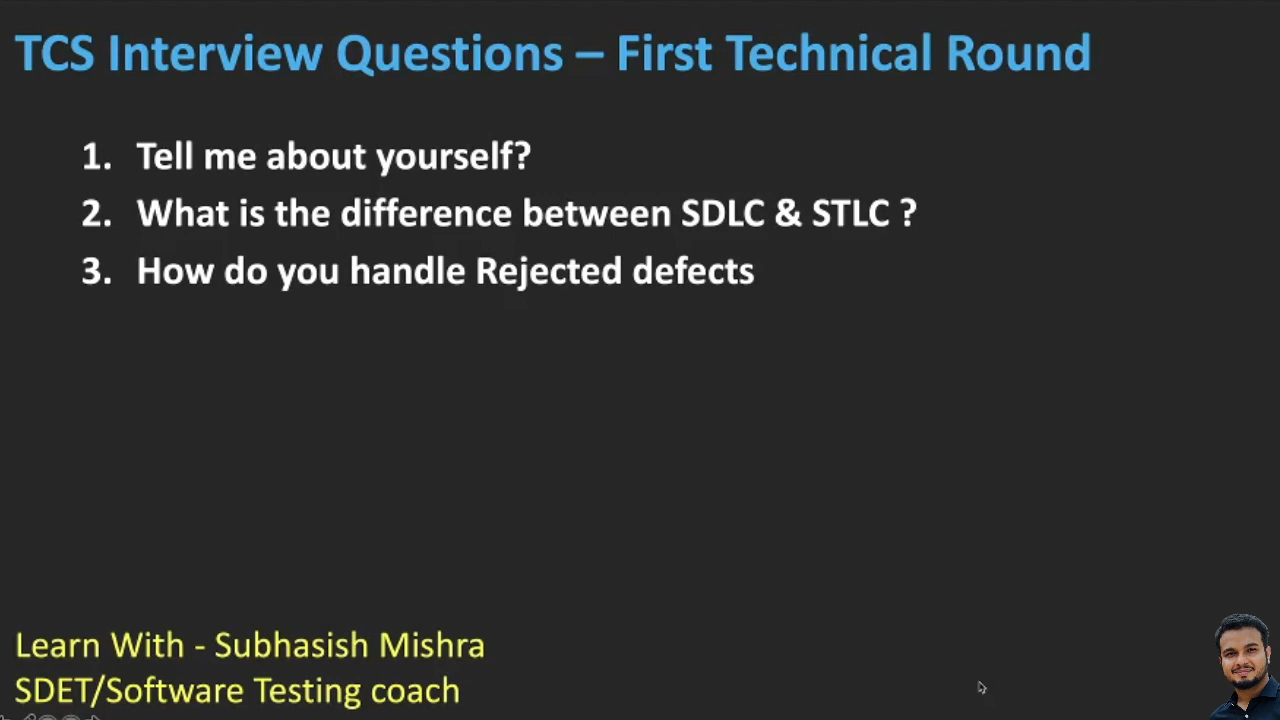 TCS Interview Questions – First Technical Round
1. Tell me about yourself?
2. What is the difference between SDLC & STLC ?
3. How do you handle Rejected defects
Learn With - Subhasish Mishra
SDET/Software Testing coach